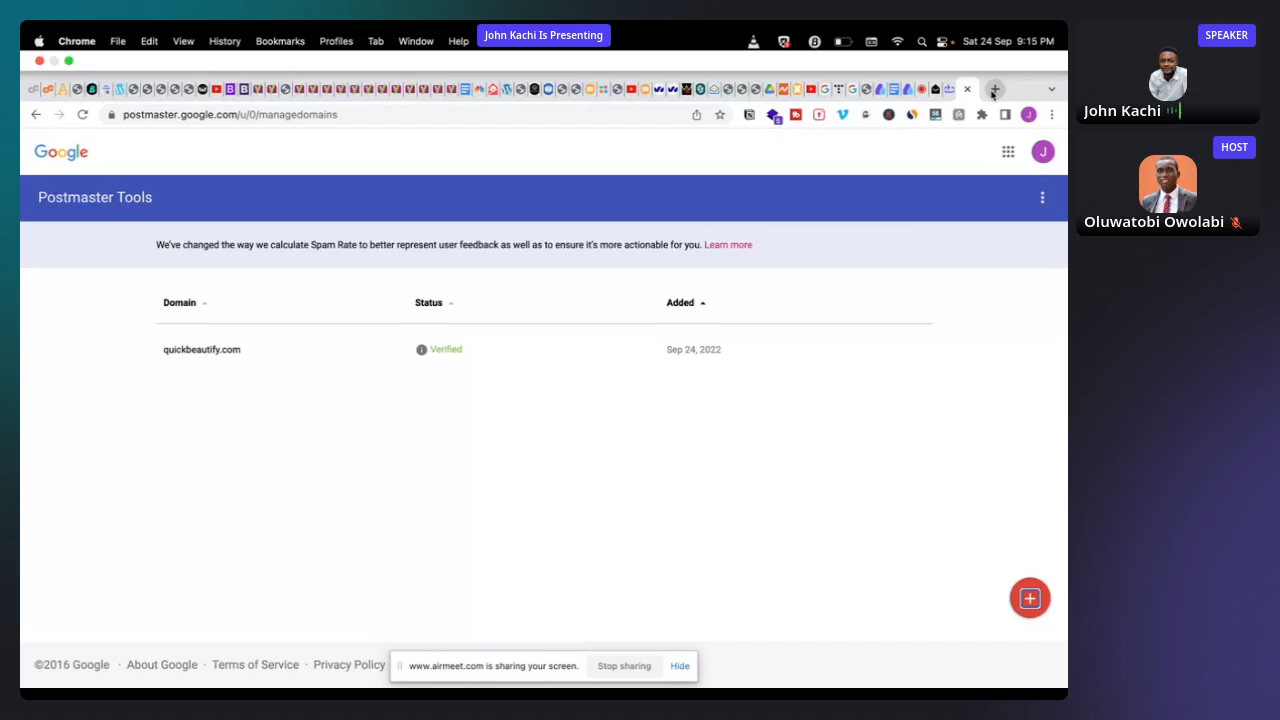 John Kachi Is Presenting
Chrome File Edit View History Bookmarks Profiles Tab Window Help
Sat 24 Sep 9:15 PM
postmaster.google.com/u/0/managedomains
Google
J
Postmaster Tools
We've changed the way we calculate Spam Rate to better represent user feedback as well as to ensure it's more actionable for you. Learn more
Domain Status Added
quickbeautify.com Verified Sep 24, 2022
©2016 Google · About Google · Terms of Service · Privacy Policy
www.airmeet.com is sharing your screen. Stop sharing Hide
SPEAKER
John Kachi
HOST
Oluwatobi Owolabi